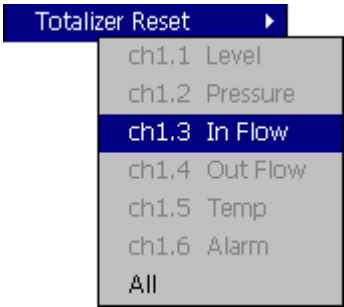 Totalizer Reset
ch1.1 Level
ch1.2 Pressure
ch1.3 In Flow
ch1.4 Out Flow
ch1.5 Temp
ch1.6 Alarm
All